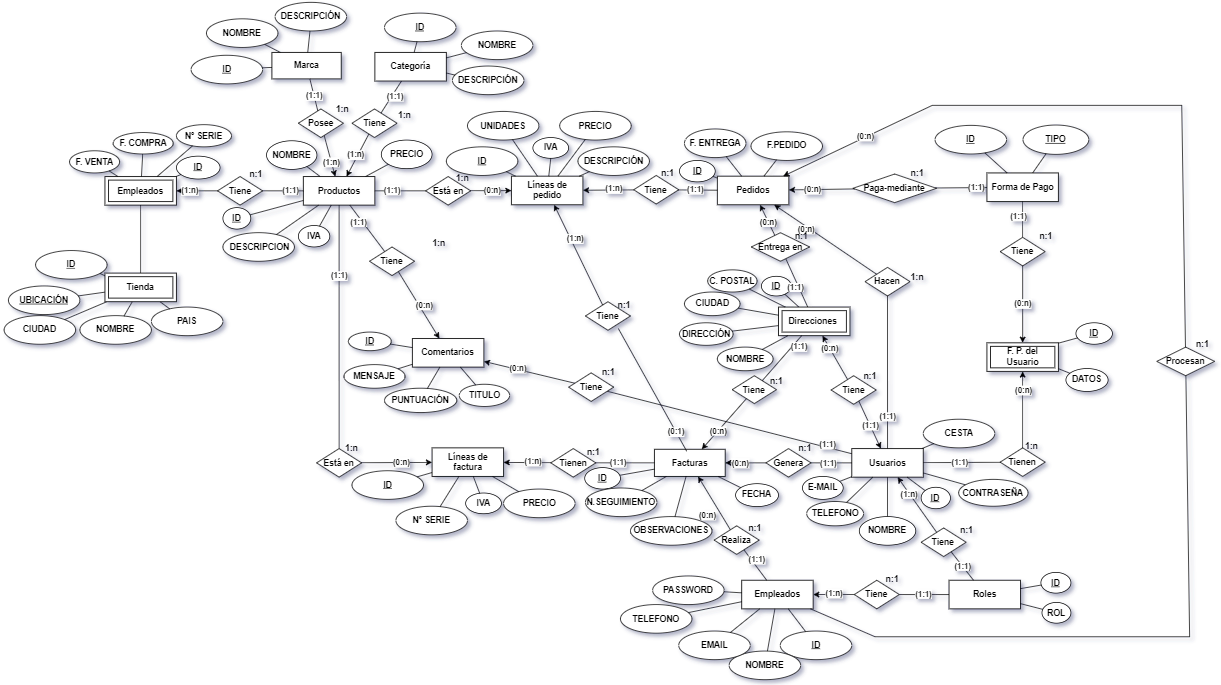 DESCRIPCIÓN
NOMBRE
ID
Marca
ID
NOMBRE
Categoría
DESCRIPCIÓN
(1:1)
1:n
Posee
(1:n)
(1:1)
1:n
Tiene
(1:n)
F. COMPRA
Nº SERIE
F. VENTA
ID
Empleados
(1:n)
n:1
Tiene
(1:1)
NOMBRE
PRECIO
Productos
ID
DESCRIPCION
IVA
(1:1)
1:n
Está en
(0:n)
UNIDADES
PRECIO
IVA
ID
DESCRIPCIÓN
Líneas de
pedido
(1:n)
n:1
Tiene
(1:1)
F. ENTREGA
F.PEDIDO
ID
Pedidos
(0:n)
n:1
Paga-mediante
(1:1)
(0:n)
ID
TIPO
Forma de Pago
(1:1)
n:1
Tiene
(0:n)
ID
F. P. del
Usuario
DATOS
(0:n)
ID
UBICACIÓN
Tienda
CIUDAD
NOMBRE
PAIS
(1:1)
(1:1)
1:n
Tiene
(0:n)
(1:n)
n:1
Tiene
(0:1)
(0:n)
n:1
Entrega en
(1:1)
(0:n)
Hacen
1:n
(1:1)
C. POSTAL
ID
CIUDAD
DIRECCIÓN
NOMBRE
Direcciones
(1:1)
n:1
Tiene
(0:n)
(0:n)
n:1
Tiene
(1:1)
n:1
Procesan
ID
MENSAJE
Comentarios
PUNTUACIÓN
TITULO
(0:n)
n:1
Tiene
(1:1)
1:n
Está en
(0:n)
Líneas de
factura
ID
Nº SERIE
IVA
PRECIO
(1:n)
n:1
Tienen
(1:1)
Facturas
ID
N.SEGUIMIENTO
OBSERVACIONES
FECHA
(0:n)
n:1
Genera
(1:1)
Usuarios
CESTA
CONTRASEÑA
E-MAIL
TELEFONO
NOMBRE
ID
(1:1)
1:n
Tienen
(1:n)
n:1
Tiene
(1:1)
(0:n)
n:1
Realiza
(1:1)
PASSWORD
TELEFONO
EMAIL
NOMBRE
ID
Empleados
(1:n)
n:1
Tiene
(1:1)
Roles
ID
ROL